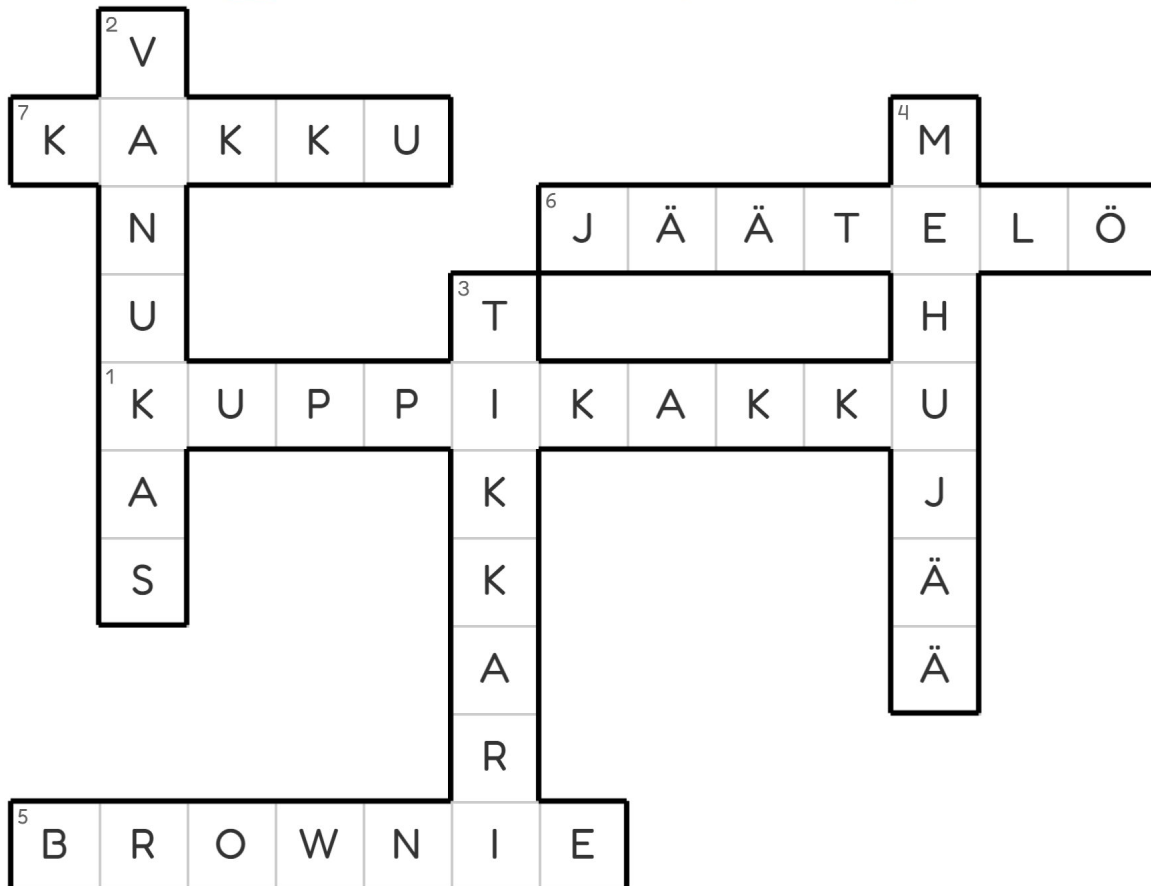 2 V
7 K A K K U 4 M
N 6 J Ä Ä T E L Ö
U 3 T H
1 K U P P I K A K K U
A K J
S K Ä
A Ä
R
5 B R O W N I E